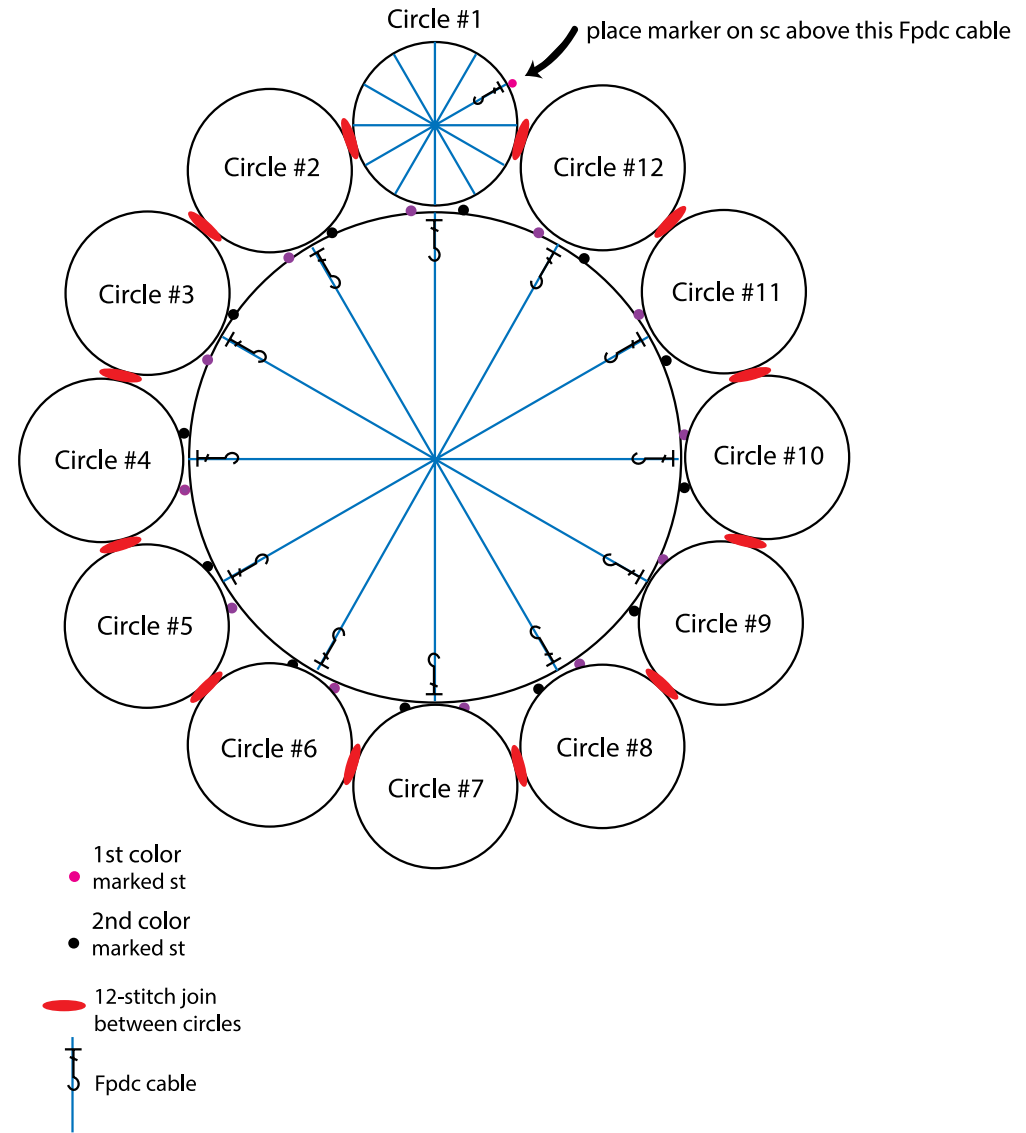 Circle #1
place marker on sc above this Fpdc cable
Circle #2
Circle #12
Circle #3
Circle #11
Circle #4
Circle #10
Circle #5
Circle #9
Circle #6
Circle #8
Circle #7
1st color
marked st
2nd color
marked st
12-stitch join
between circles
Fpdc cable